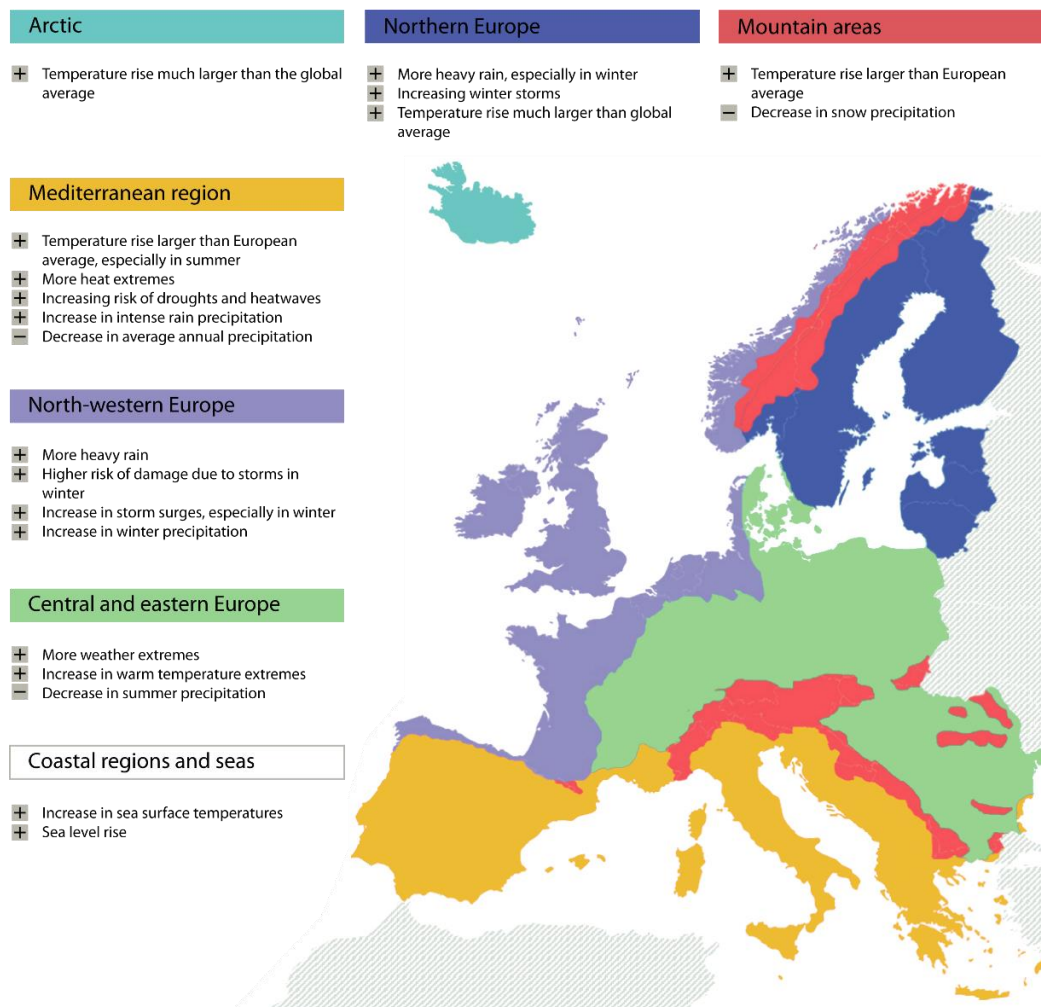 Arctic
+ Temperature rise much larger than the global
average
Northern Europe
+ More heavy rain, especially in winter
+ Increasing winter storms
+ Temperature rise much larger than global
average
Mountain areas
+ Temperature rise larger than European
average
− Decrease in snow precipitation
Mediterranean region
+ Temperature rise larger than European
average, especially in summer
+ More heat extremes
+ Increasing risk of droughts and heatwaves
+ Increase in intense rain precipitation
− Decrease in average annual precipitation
North-western Europe
+ More heavy rain
+ Higher risk of damage due to storms in
winter
+ Increase in storm surges, especially in winter
+ Increase in winter precipitation
Central and eastern Europe
+ More weather extremes
+ Increase in warm temperature extremes
− Decrease in summer precipitation
Coastal regions and seas
+ Increase in sea surface temperatures
+ Sea level rise